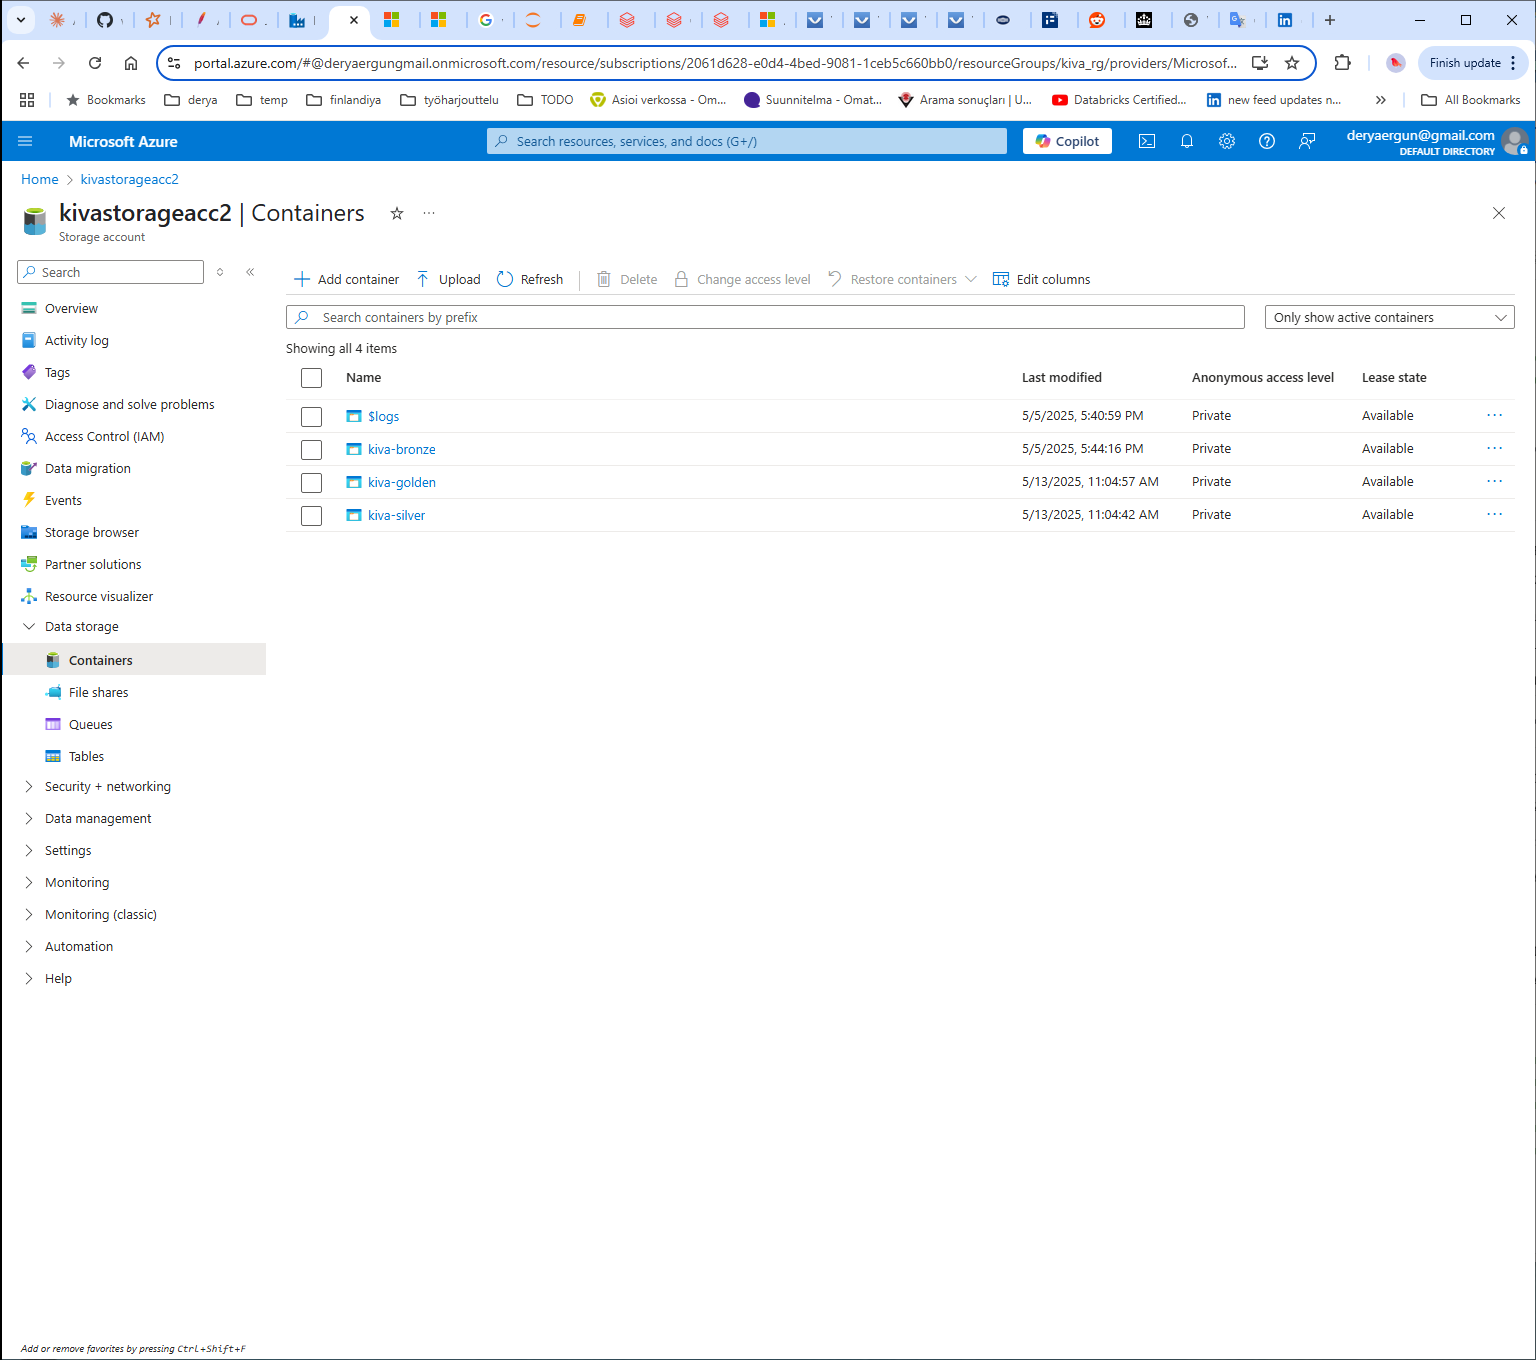 portal.azure.com/#@deryaergungmail.onmicrosoft.com/resource/subscriptions/2061d628-e0d4-4bed-9081-1ceb5c660bb0/resourceGroups/kiva_rg/providers/Microsof...
Finish update
Bookmarks
derya
temp
finlandiya
työharjouttelu
TODO
Asioi verkossa - Om...
Suunnitelma - Omat...
Arama sonuçları | U...
Databricks Certified...
new feed updates n...
All Bookmarks
Microsoft Azure
Search resources, services, and docs (G+/)
Copilot
deryaergun@gmail.com
DEFAULT DIRECTORY
Home > kivastorageacc2
kivastorageacc2 | Containers
Storage account
Search
Add container
Upload
Refresh
Delete
Change access level
Restore containers
Edit columns
Search containers by prefix
Only show active containers
Showing all 4 items
Name Last modified Anonymous access level Lease state
$logs 5/5/2025, 5:40:59 PM Private Available
kiva-bronze 5/5/2025, 5:44:16 PM Private Available
kiva-golden 5/13/2025, 11:04:57 AM Private Available
kiva-silver 5/13/2025, 11:04:42 AM Private Available
Overview
Activity log
Tags
Diagnose and solve problems
Access Control (IAM)
Data migration
Events
Storage browser
Partner solutions
Resource visualizer
Data storage
Containers
File shares
Queues
Tables
Security + networking
Data management
Settings
Monitoring
Monitoring (classic)
Automation
Help
Add or remove favorites by pressing Ctrl+Shift+F